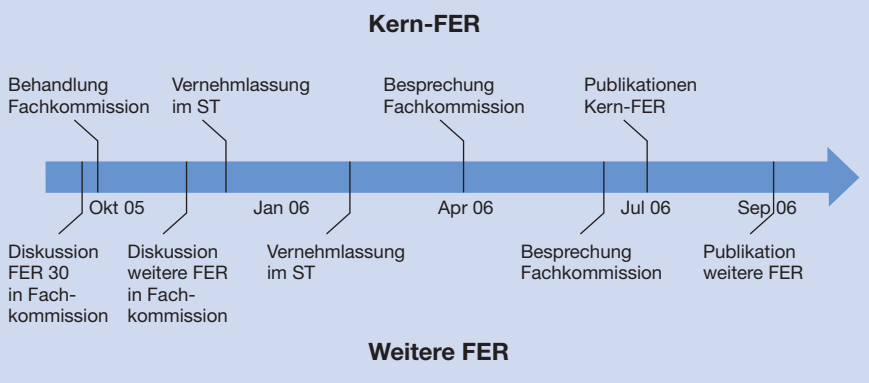 Kern-FER
Behandlung
Fachkommission
Vernehmlassung
im ST
Besprechung
Fachkommission
Publikationen
Kern-FER
Okt 05
Jan 06
Apr 06
Jul 06
Sep 06
Diskussion
FER 30
in Fach-
kommission
Diskussion
weitere FER
in Fach-
kommission
Vernehmlassung
im ST
Besprechung
Fachkommission
Publikation
weitere FER
Weitere FER